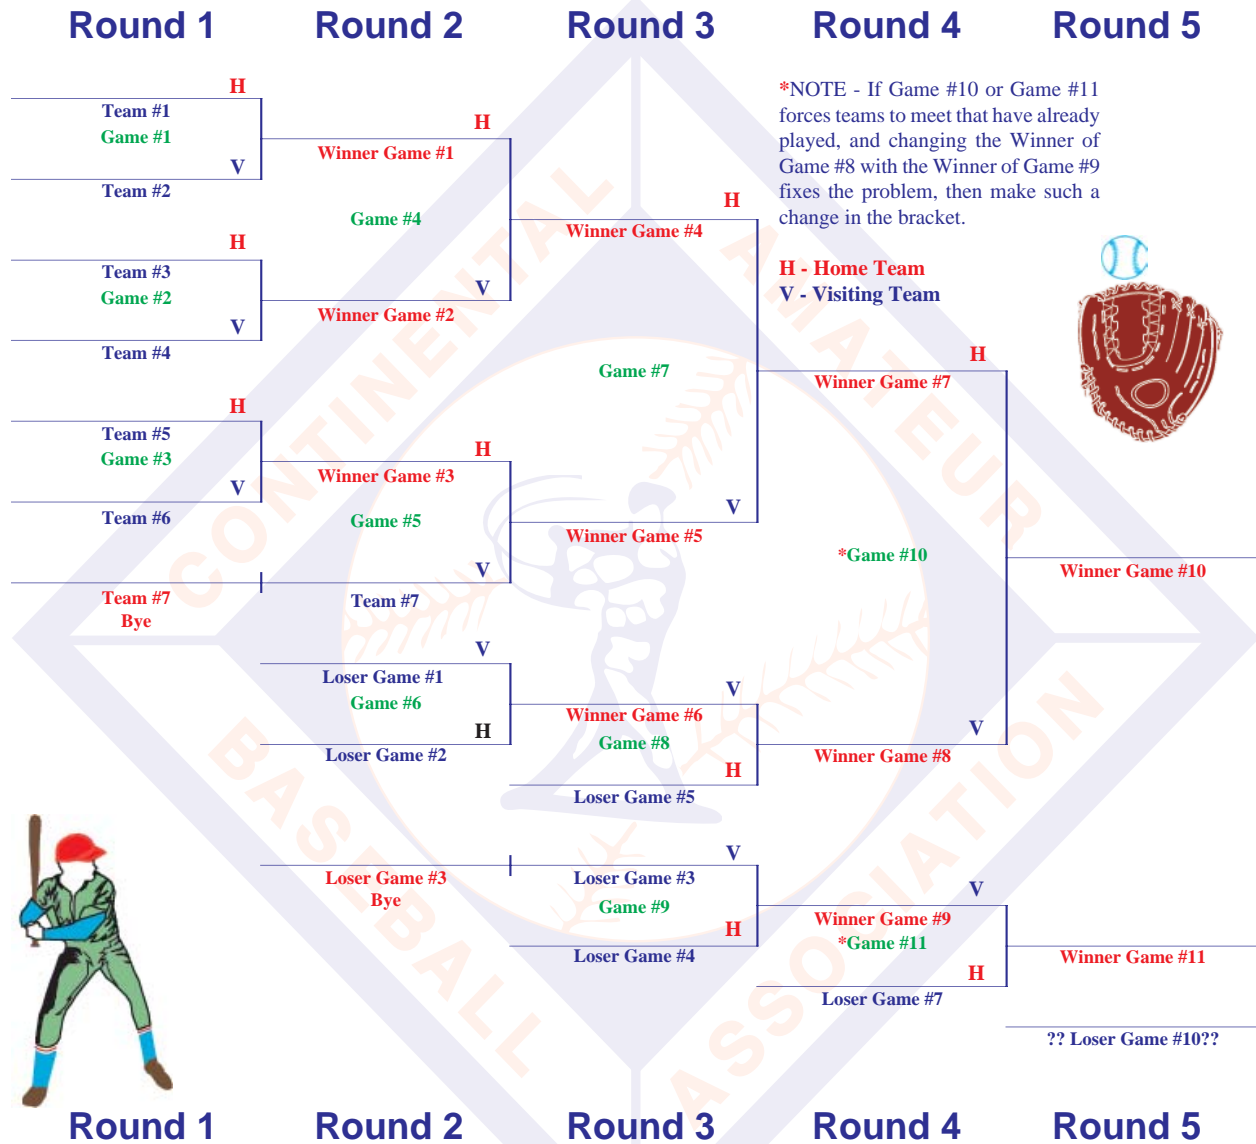 Round 1 Round 2 Round 3 Round 4 Round 5
*NOTE - If Game #10 or Game #11
forces teams to meet that have already
played, and changing the Winner of
Game #8 with the Winner of Game #9
fixes the problem, then make such a
change in the bracket.
H - Home Team
V - Visiting Team
H
Team #1
Game #1
V
Team #2
H
Team #3
Game #2
V
Team #4
H
Team #5
Game #3
V
Team #6
Team #7
Bye
H
Winner Game #1
Game #4
V
Winner Game #2
H
Winner Game #3
Game #5
V
Team #7
V
Loser Game #1
Game #6
H
Loser Game #2
Loser Game #3
Bye
H
Winner Game #4
Game #7
V
Winner Game #5
V
Winner Game #6
Game #8
H
Loser Game #5
V
Loser Game #3
Game #9
H
Loser Game #4
H
Winner Game #7
*Game #10
V
Winner Game #8
V
Winner Game #9
*Game #11
H
Loser Game #7
Winner Game #10
Winner Game #11
?? Loser Game #10??
CONTINENTAL
AMATEUR
BASEBALL
ASSOCIATION
Round 1 Round 2 Round 3 Round 4 Round 5